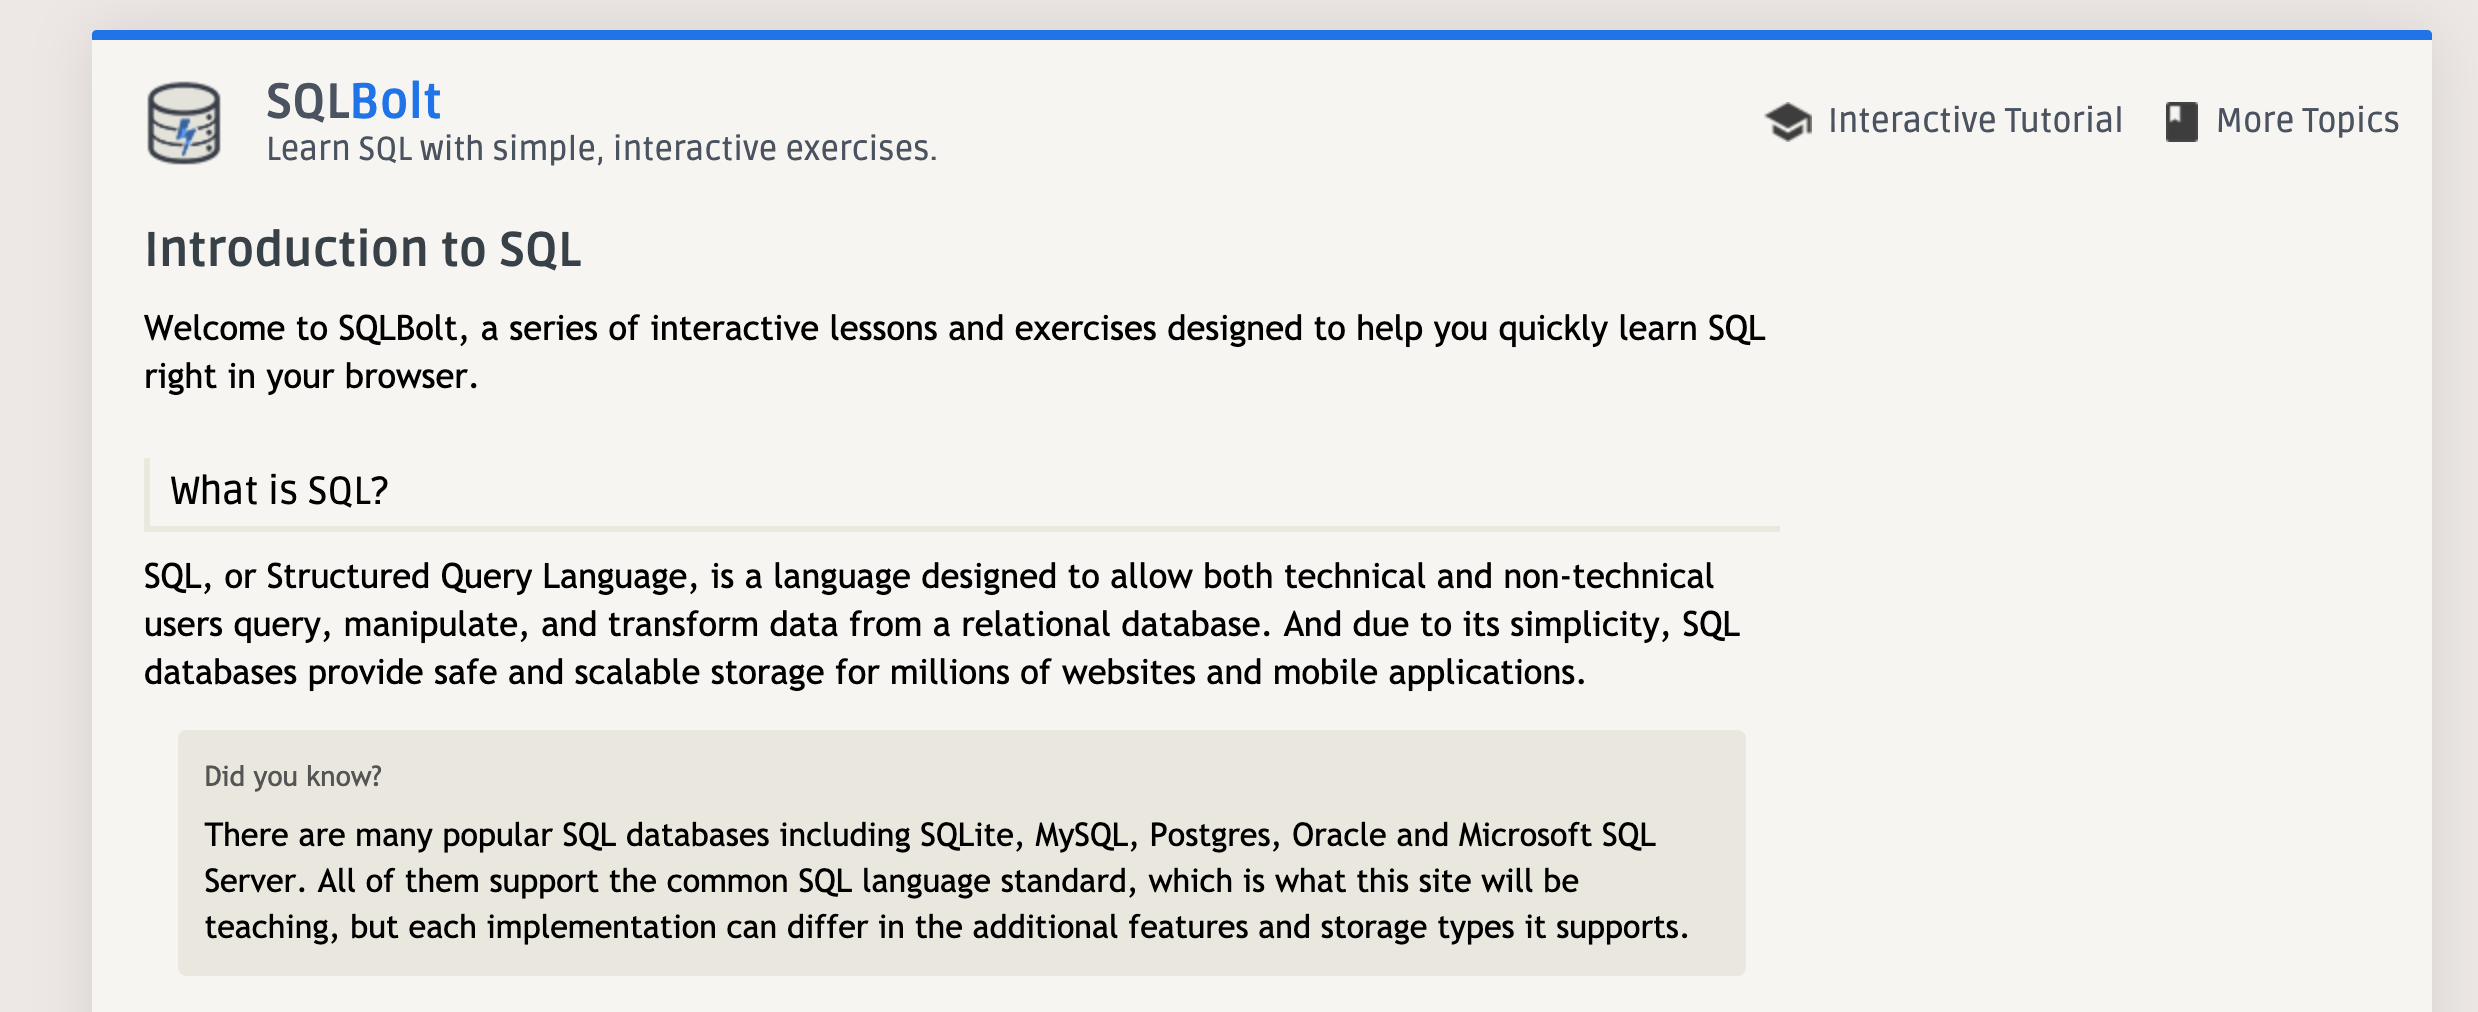 SQLBolt
Learn SQL with simple, interactive exercises.
Interactive Tutorial
More Topics
Introduction to SQL
Welcome to SQLBolt, a series of interactive lessons and exercises designed to help you quickly learn SQL
right in your browser.
What is SQL?
SQL, or Structured Query Language, is a language designed to allow both technical and non-technical
users query, manipulate, and transform data from a relational database. And due to its simplicity, SQL
databases provide safe and scalable storage for millions of websites and mobile applications.
Did you know?
There are many popular SQL databases including SQLite, MySQL, Postgres, Oracle and Microsoft SQL
Server. All of them support the common SQL language standard, which is what this site will be
teaching, but each implementation can differ in the additional features and storage types it supports.